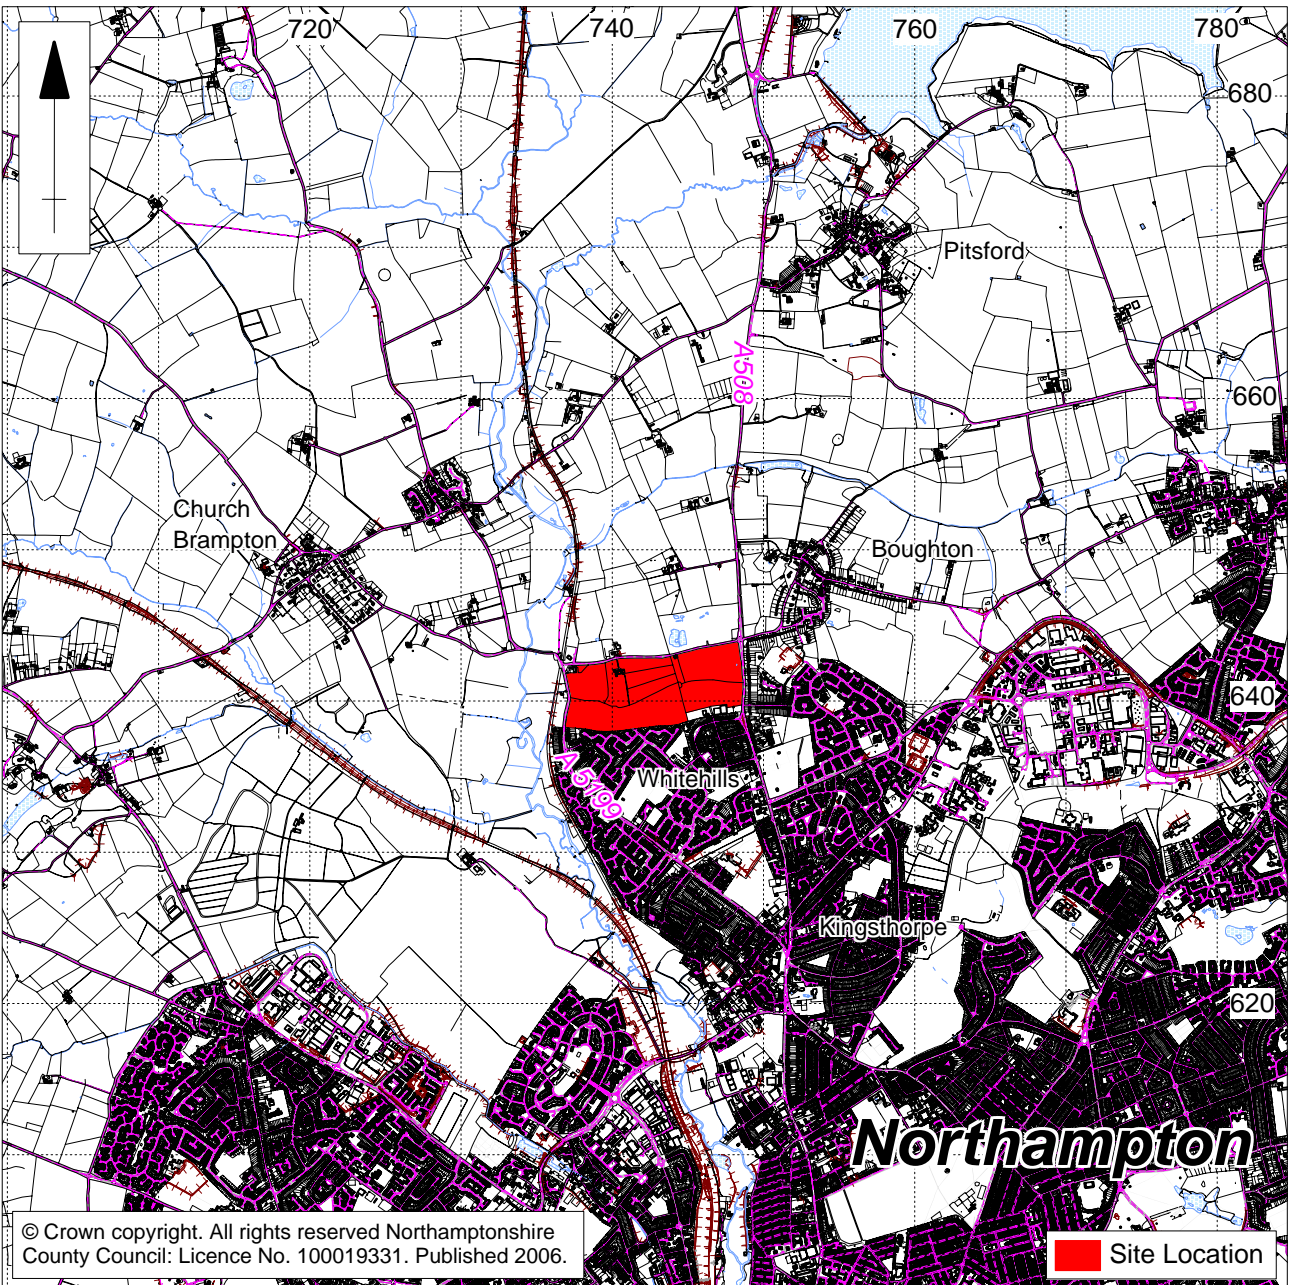 720
740
760
780
680
Pitsford
A508
660
Church
Brampton
Boughton
640
A 5199
Whitehills
Kingsthorpe
620
Northampton
© Crown copyright. All rights reserved Northamptonshire
County Council: Licence No. 100019331. Published 2006.
Site Location